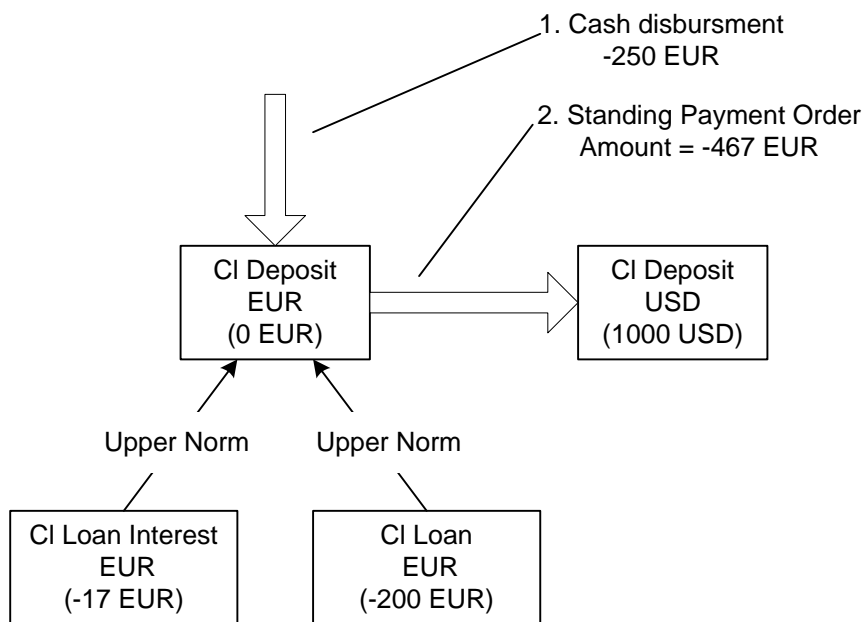 1. Cash disbursment
-250 EUR
2. Standing Payment Order
Amount = -467 EUR
Cl Deposit
EUR
(0 EUR)
Cl Deposit
USD
(1000 USD)
Upper Norm
Upper Norm
Cl Loan Interest
EUR
(-17 EUR)
Cl Loan
EUR
(-200 EUR)